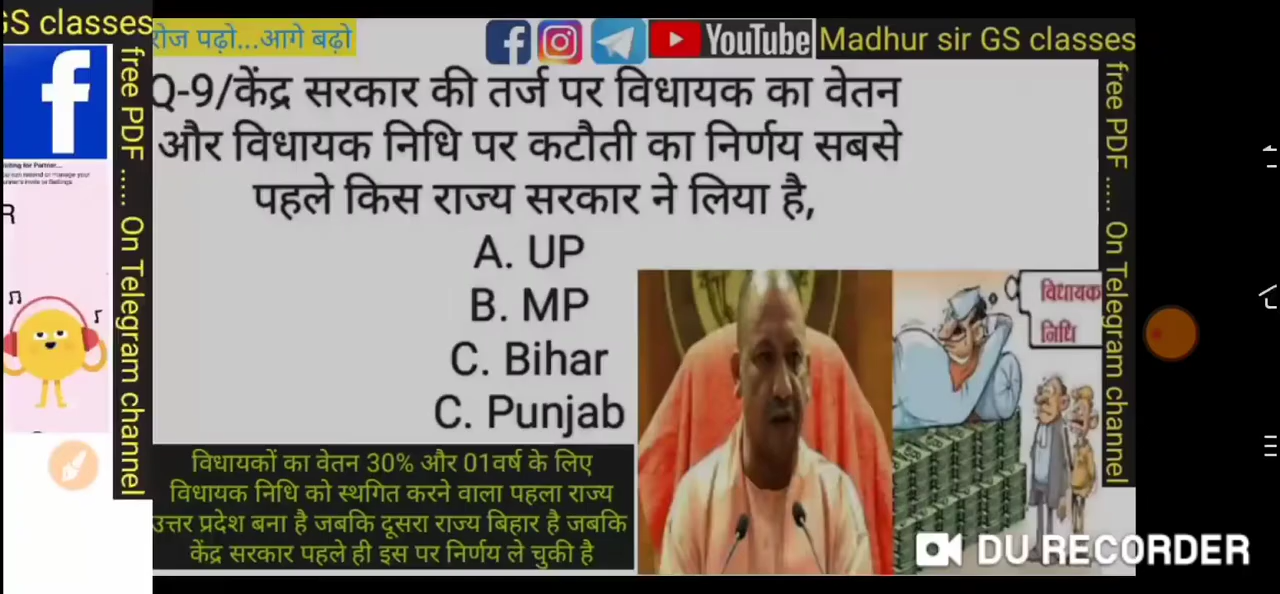 GS classes
रोज पढ़ो...आगे बढ़ो
YouTube
Madhur sir GS classes
free PDF ..... On Telegram channel
Q-9/केंद्र सरकार की तर्ज पर विधायक का वेतन
और विधायक निधि पर कटौती का निर्णय सबसे
पहले किस राज्य सरकार ने लिया है,
A. UP
B. MP
C. Bihar
C. Punjab
विधायक
निधि
विधायकों का वेतन 30% और 01वर्ष के लिए
विधायक निधि को स्थगित करने वाला पहला राज्य
उत्तर प्रदेश बना है जबकि दूसरा राज्य बिहार है जबकि
केंद्र सरकार पहले ही इस पर निर्णय ले चुकी है
free PDF ..... On Telegram channel
DU RECORDER